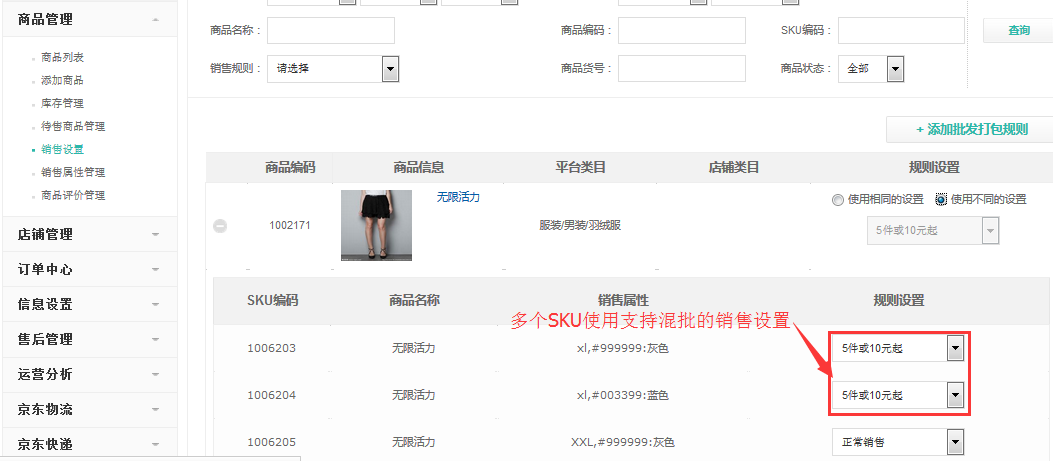 商品管理
商品列表
添加商品
库存管理
待售商品管理
销售设置
销售属性管理
商品评价管理
店铺管理
订单中心
信息设置
售后管理
运营分析
京东物流
京东快递
商品名称： 商品编码： SKU编码： 查询
销售规则： 请选择 商品货号： 商品状态： 全部
+ 添加批发打包规则
商品编码 商品信息 平台类目 店铺类目 规则设置
1002171 无限活力 服装/男装/羽绒服 使用相同的设置 使用不同的设置
5件或10元起
SKU编码 商品名称 销售属性 规则设置
多个SKU使用支持混批的销售设置
1006203 无限活力 xl,#999999:灰色 5件或10元起
1006204 无限活力 xl,#003399:蓝色 5件或10元起
1006205 无限活力 XXL,#999999:灰色 正常销售